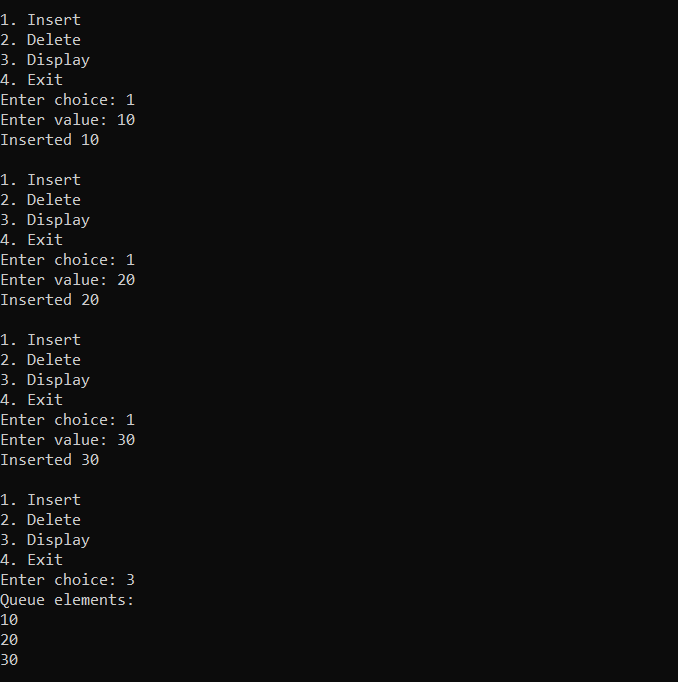 1. Insert
2. Delete
3. Display
4. Exit
Enter choice: 1
Enter value: 10
Inserted 10

1. Insert
2. Delete
3. Display
4. Exit
Enter choice: 1
Enter value: 20
Inserted 20

1. Insert
2. Delete
3. Display
4. Exit
Enter choice: 1
Enter value: 30
Inserted 30

1. Insert
2. Delete
3. Display
4. Exit
Enter choice: 3
Queue elements:
10
20
30